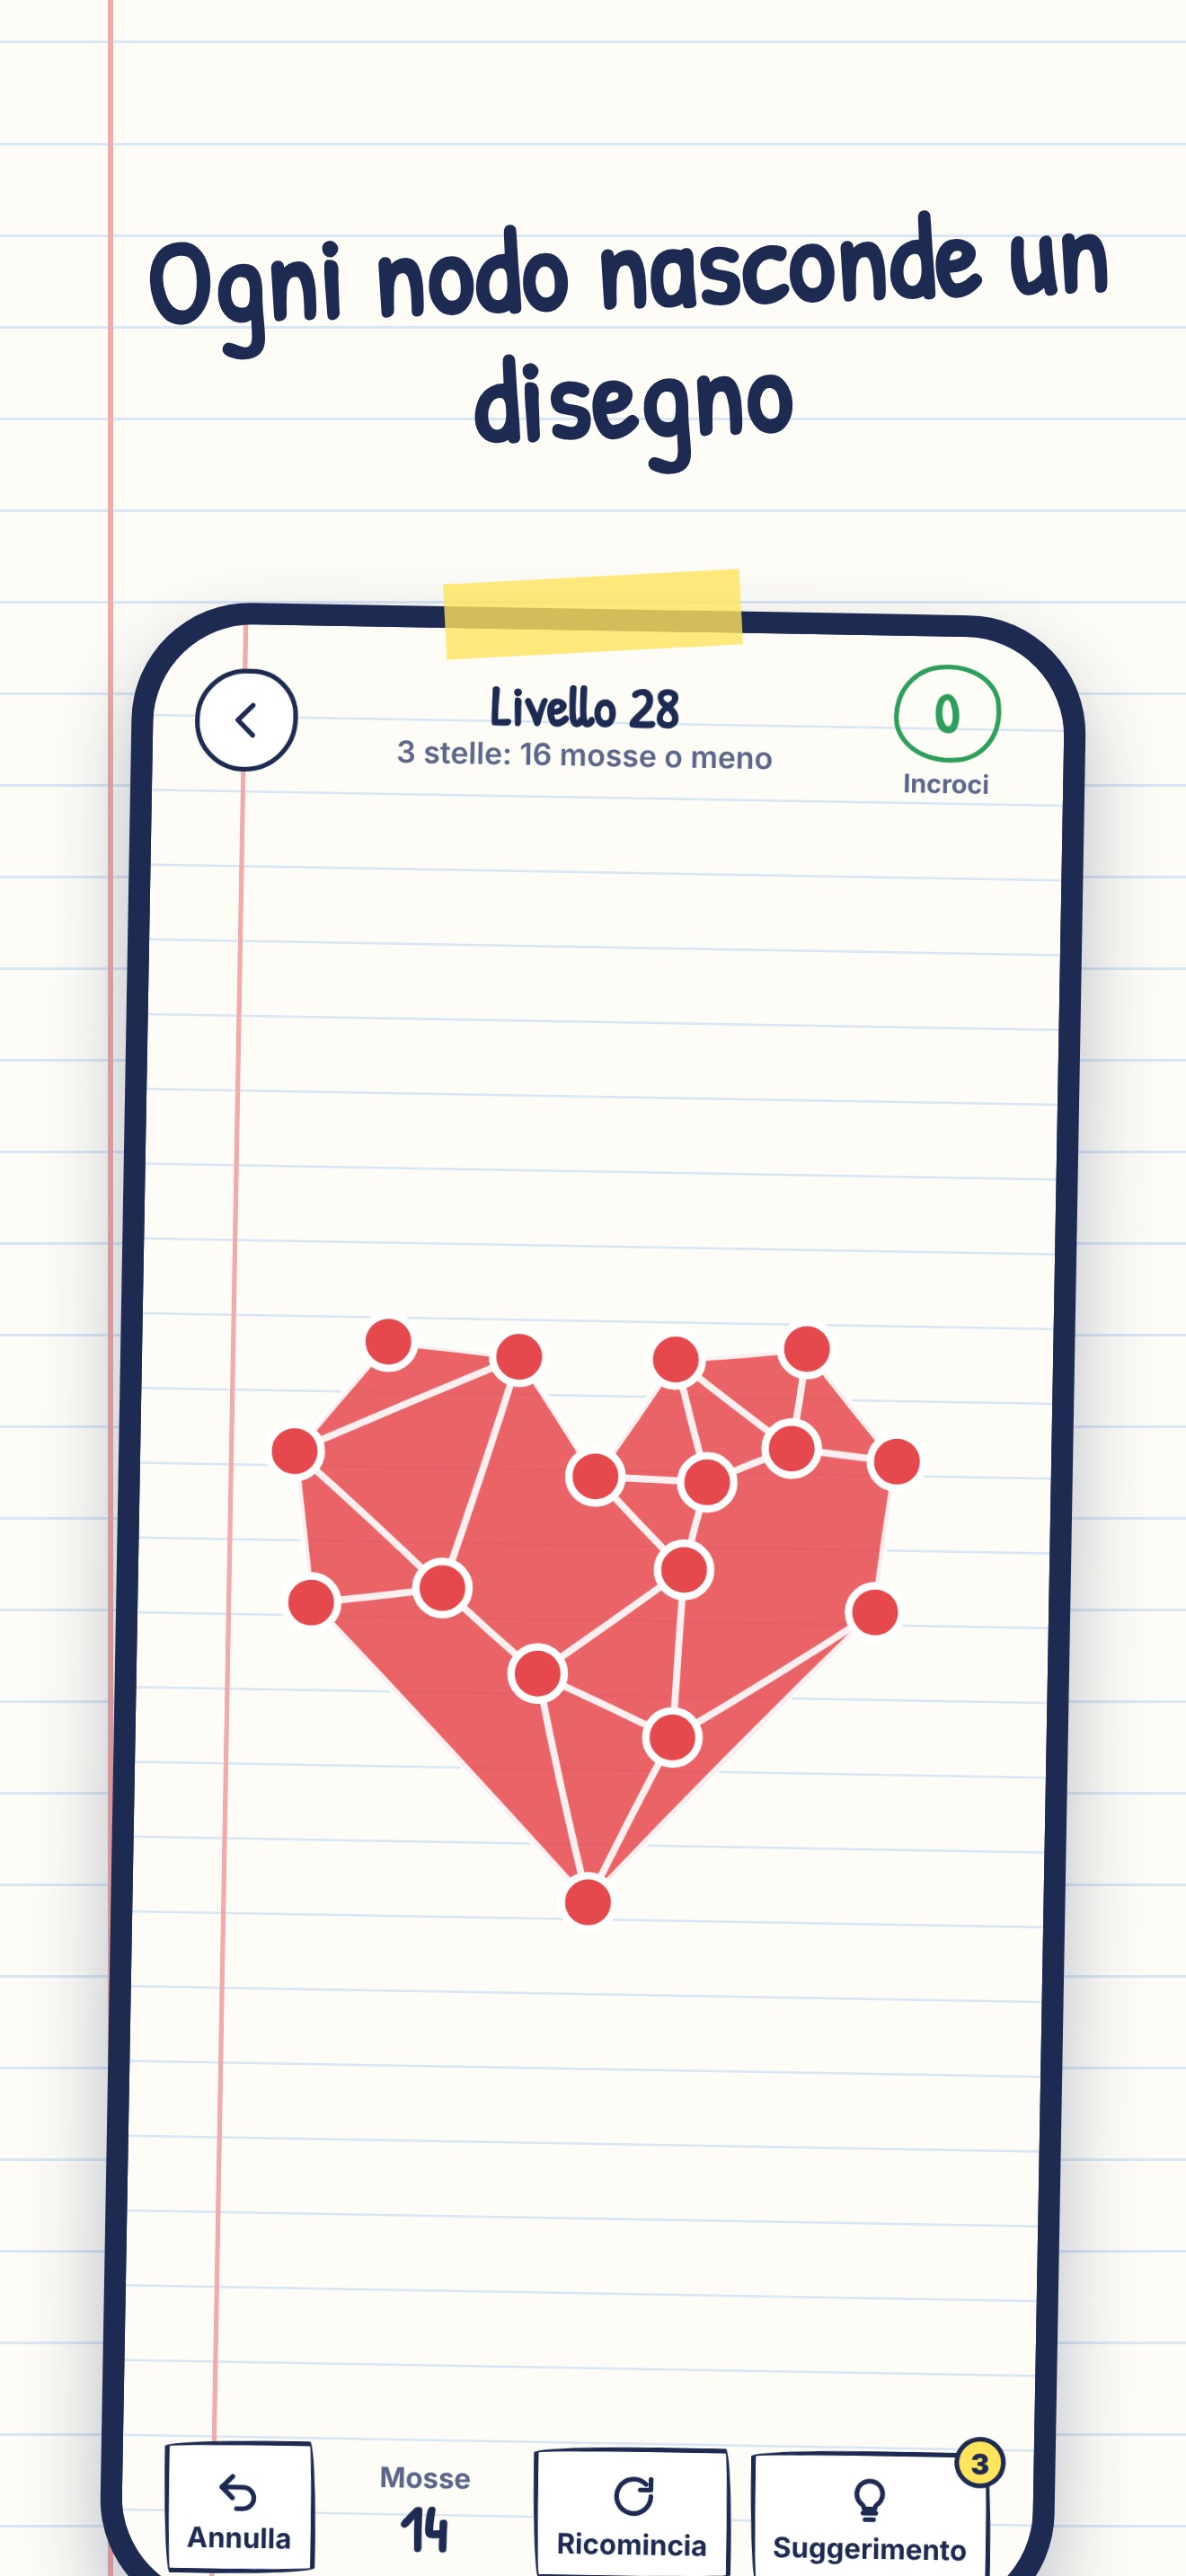 Ogni nodo nasconde un
disegno
Livello 28
3 stelle: 16 mosse o meno
0
Incroci
3
Mosse
14
Annulla
Ricomincia
Suggerimento